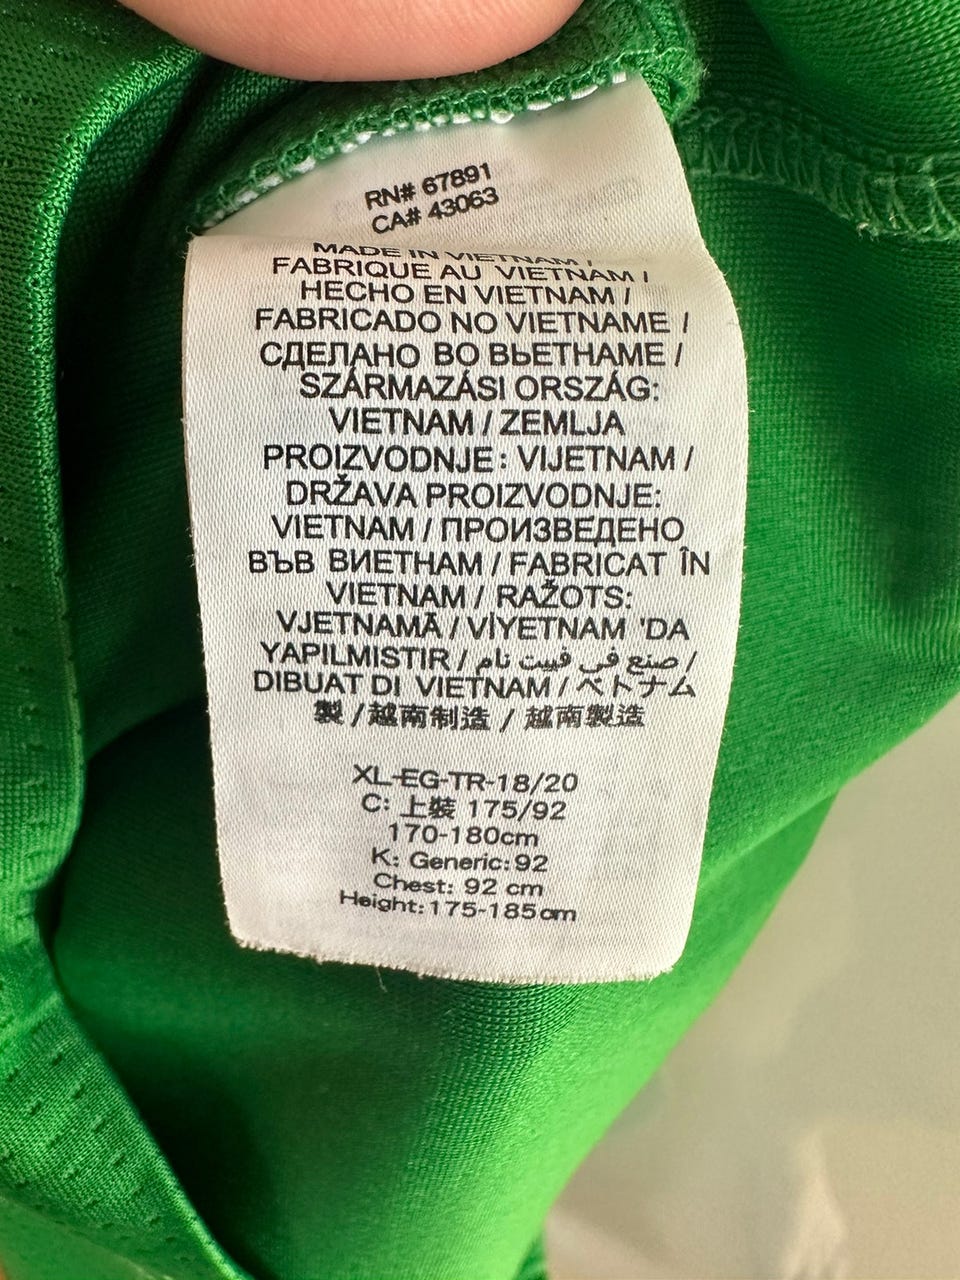 RN# 67891
CA# 43063
MADE IN VIETNAM /
FABRIQUE AU VIETNAM /
HECHO EN VIETNAM /
FABRICADO NO VIETNAME /
СДЕЛАНО ВО ВЬЕТНАМЕ /
SZÁRMAZÁSI ORSZÁG:
VIETNAM / ZEMLJA
PROIZVODNJE: VIJETNAM /
DRŽAVA PROIZVODNJE:
VIETNAM / ПРОИЗВЕДЕНО
ВЪВ ВИЕТНАМ / FABRICAT ÎN
VIETNAM / RAŽOTS:
VJETNAMĀ / VİYETNAM 'DA
YAPILMISTIR / صنع في فييت نام /
DIBUAT DI VIETNAM / ベトナム
製 / 越南制造 / 越南製造
XL-EG-TR-18/20
C: 上裝 175/92
170-180cm
K: Generic: 92
Chest: 92 cm
Height: 175-185cm